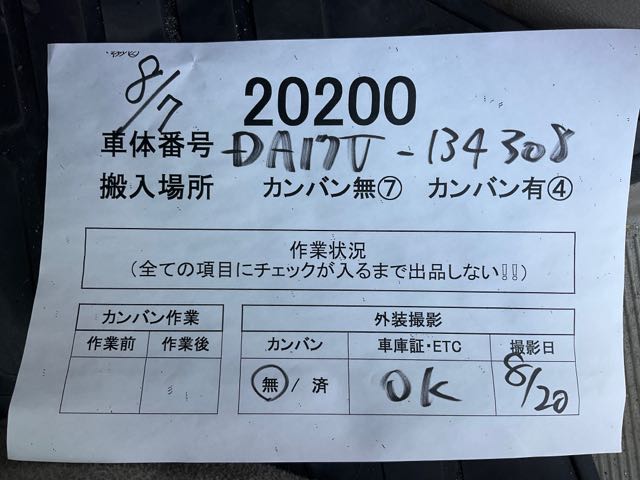 8/7
20200
車体番号 DA17V-134308
搬入場所 カンバン無⑦ カンバン有④
作業状況
(全ての項目にチェックが入るまで出品しない!!)
カンバン作業 外装撮影
作業前 作業後 カンバン 車庫証・ETC 撮影日
無 / 済 OK 8/20